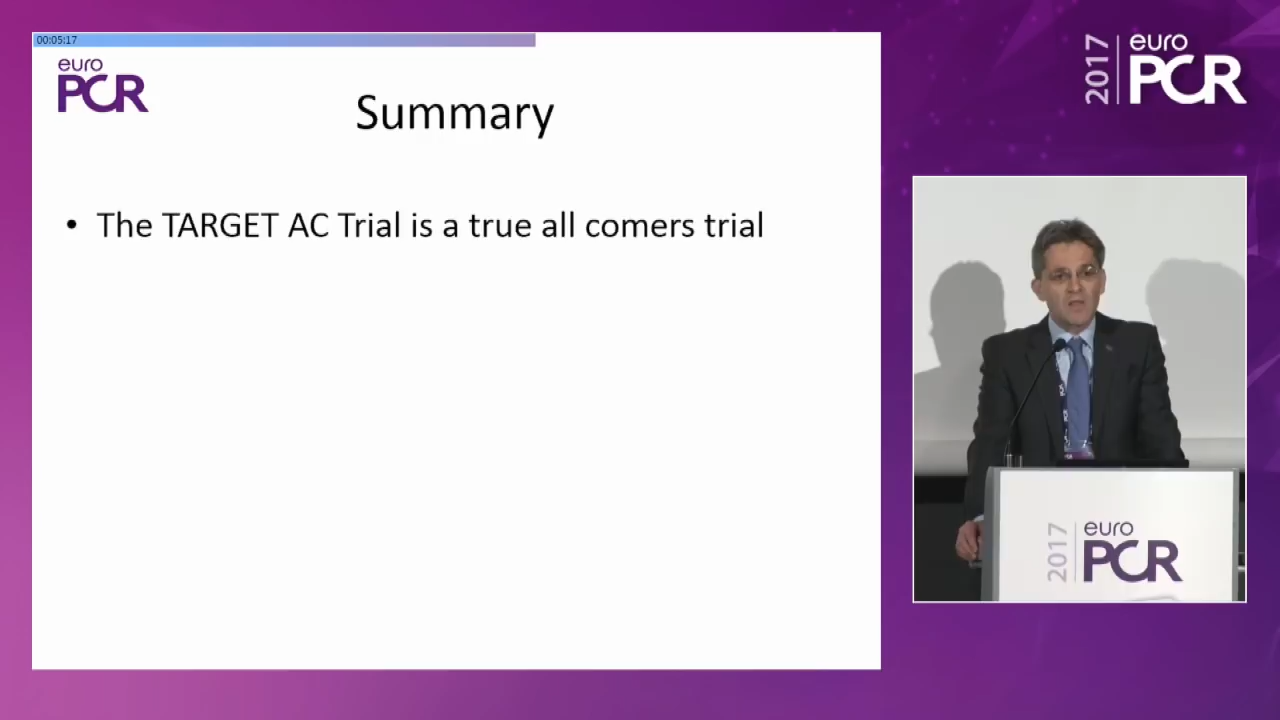 00:05:17
euro
PCR
Summary
• The TARGET AC Trial is a true all comers trial
2017
euro
PCR
2017
euro
PCR